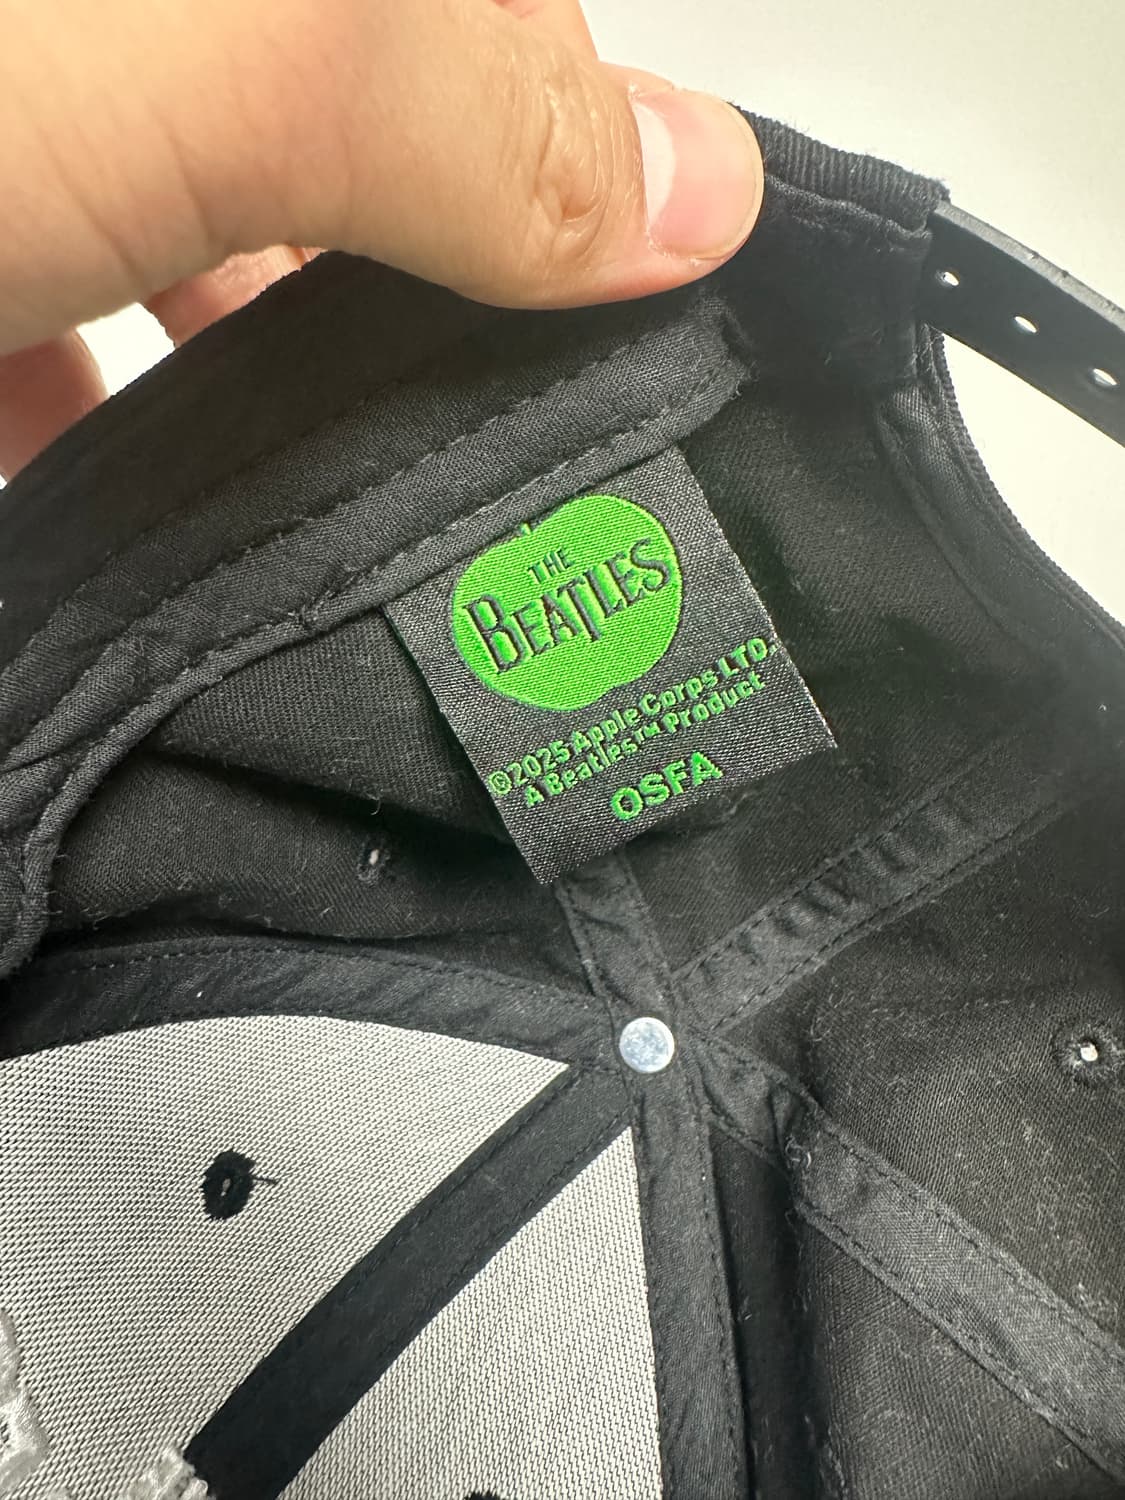 THE
BEATLES
©2025 Apple Corps LTD.
A Beatles™ Product
OSFA